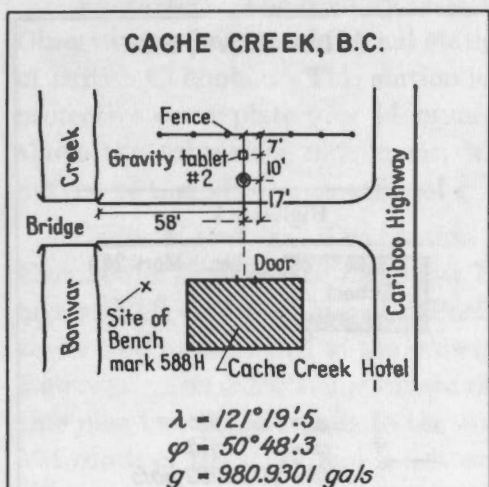 CACHE CREEK, B.C.
Fence
7'
Gravity tablet
#2
10'
17'
58'
Creek
Bridge
Bonivar
Cariboo Highway
Door
Site of
Bench
mark 588H
Cache Creek Hotel
λ - 121°19'.5
φ - 50°48'.3
g - 980.9301 gals